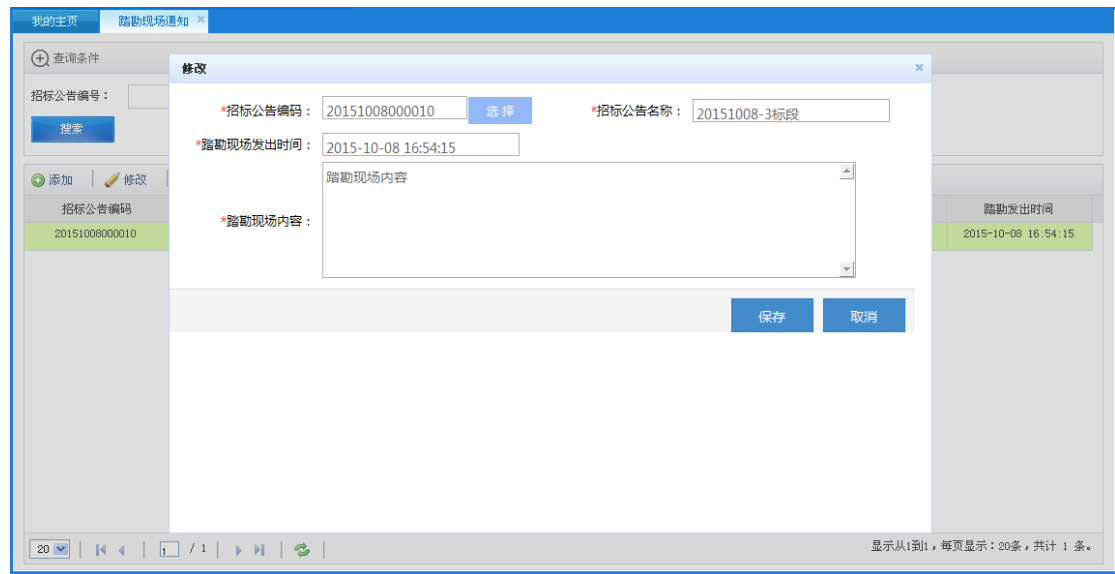 我的主页 踏勘现场通知 ×
查询条件
修改 ×
招标公告编号：
*招标公告编码： 20151008000010 选择 *招标公告名称： 20151008-3标段
搜索
*踏勘现场发出时间： 2015-10-08 16:54:15
添加 修改
踏勘现场内容
招标公告编码 踏勘发出时间
*踏勘现场内容：
20151008000010 2015-10-08 16:54:15
保存 取消
20 1 / 1 显示从1到1，每页显示：20条，共计 1 条。